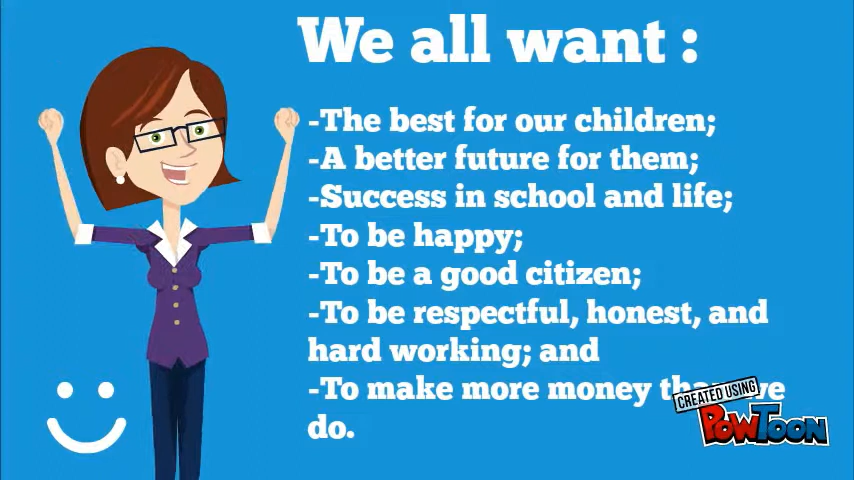 We all want :
-The best for our children;
-A better future for them;
-Success in school and life;
-To be happy;
-To be a good citizen;
-To be respectful, honest, and
hard working; and
-To make more money
do.
CREATED USING
POWTOON